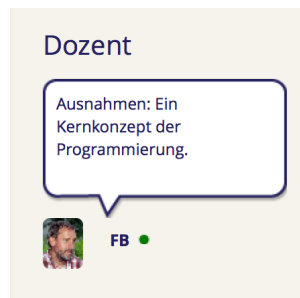 Dozent
Ausnahmen: Ein
Kernkonzept der
Programmierung.
FB